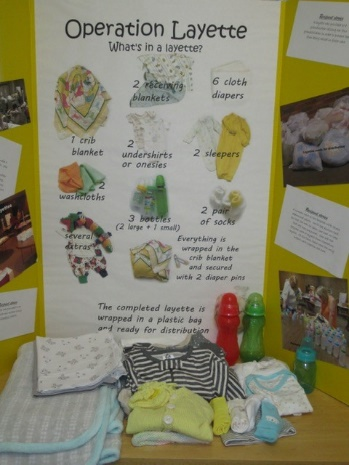 Operation Layette
What's in a layette?
2 receiving
blankets
6 cloth
diapers
1 crib
blanket
2
undershirts
or onesies
2 sleepers
2
washcloths
3 bottles
(2 large + 1 small)
2 pair
of socks
several
extras
Everything is
wrapped in the
crib blanket
and secured
with 2 diaper pins
The completed layette is
wrapped in a plastic bag
and ready for distribution